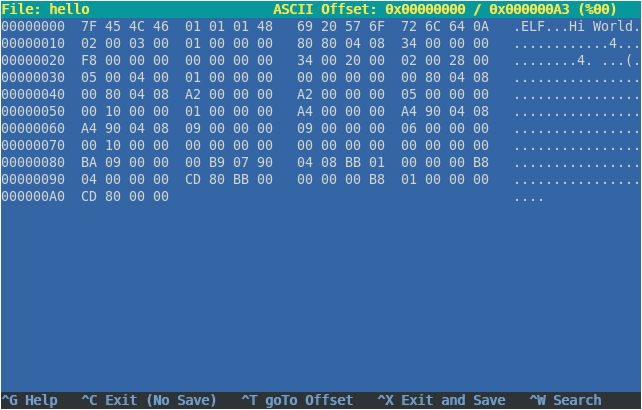 File: hello ASCII Offset: 0x00000000 / 0x000000A3 (%00)
00000000 7F 45 4C 46 01 01 01 48 69 20 57 6F 72 6C 64 0A .ELF...Hi World.
00000010 02 00 03 00 01 00 00 00 80 80 04 08 34 00 00 00 ............4...
00000020 F8 00 00 00 00 00 00 00 34 00 20 00 02 00 28 00 ........4. ...(.
00000030 05 00 04 00 01 00 00 00 00 00 00 00 00 80 04 08 ................
00000040 00 80 04 08 A2 00 00 00 A2 00 00 00 05 00 00 00 ................
00000050 00 10 00 00 01 00 00 00 A4 00 00 00 A4 90 04 08 ................
00000060 A4 90 04 08 09 00 00 00 09 00 00 00 06 00 00 00 ................
00000070 00 10 00 00 00 00 00 00 00 00 00 00 00 00 00 00 ................
00000080 BA 09 00 00 00 B9 07 90 04 08 BB 01 00 00 00 B8 ................
00000090 04 00 00 00 CD 80 BB 00 00 00 00 B8 01 00 00 00 ................
000000A0 CD 80 00 00 ....
^G Help ^C Exit (No Save) ^T goTo Offset ^X Exit and Save ^W Search